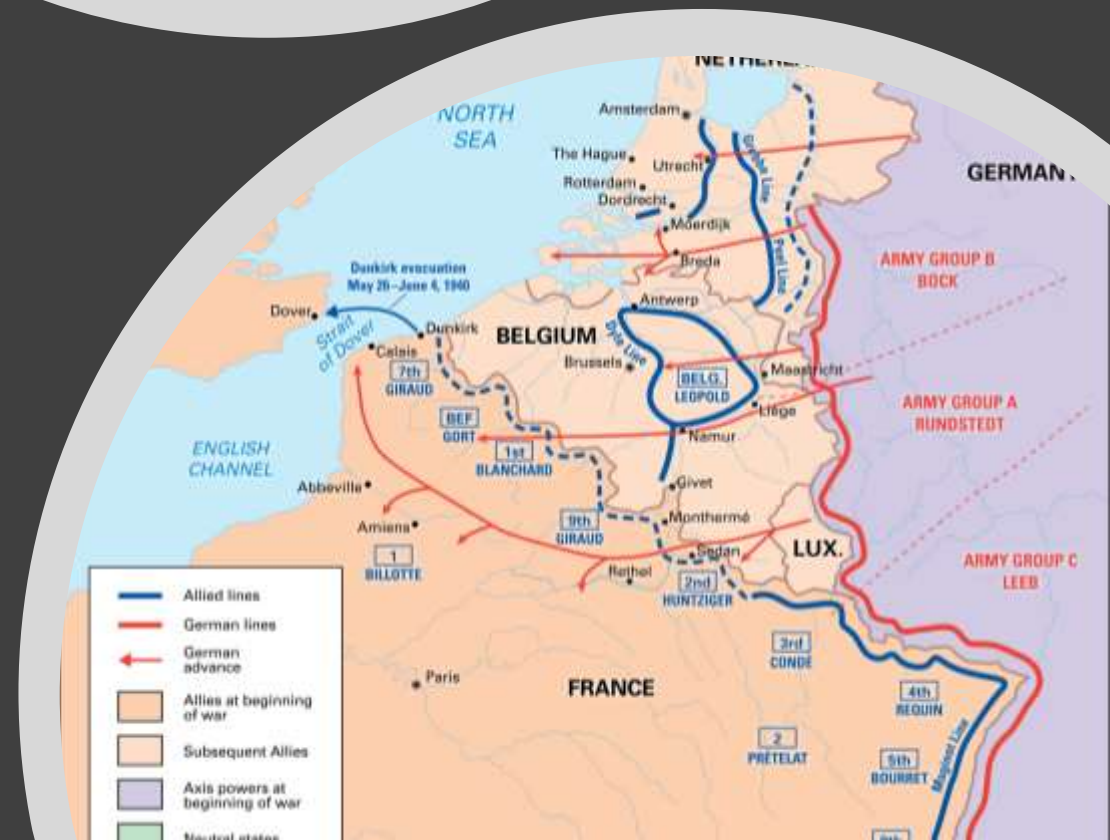 NORTH
SEA
Amsterdam
The Hague
Utrecht
Rotterdam
Dordrecht
Grebbe Line
GERMANY
Moerdijk
Breda
Peel Line
ARMY GROUP B
BOCK
Dunkirk evacuation
May 26–June 4, 1940
Dover
Strait
of Dover
Dunkirk
Calais
Antwerp
BELGIUM
Dyle Line
Brussels
Maastricht
7th
GIRAUD
BELG.
LEOPOLD
Liége
ARMY GROUP A
RUNDSTEDT
BEF
GORT
Namur
1st
BLANCHARD
ENGLISH
CHANNEL
Abbeville
Givet
Amiens
9th
GIRAUD
Monthermé
Sedan
LUX.
1
BILLOTTE
Rethel
2nd
HUNTZIGER
ARMY GROUP C
LEEB
Allied lines
German lines
German
advance
Allies at beginning
of war
Subsequent Allies
Axis powers at
beginning of war
Neutral states
Paris
FRANCE
3rd
CONDÉ
4th
REQUIN
2
PRÉTELAT
5th
BOURRET
Maginot Line